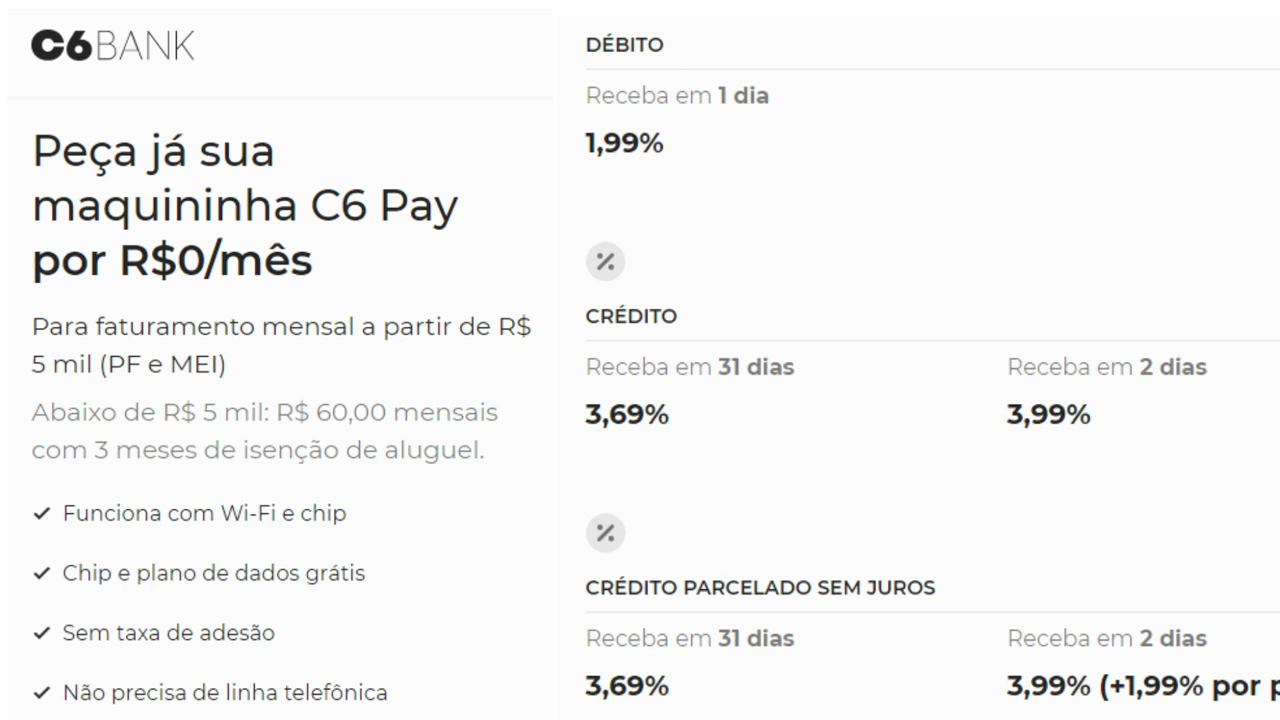 C6BANK
Peça já sua
maquininha C6 Pay
por R$0/mês
Para faturamento mensal a partir de R$
5 mil (PF e MEI)
Abaixo de R$ 5 mil: R$ 60,00 mensais
com 3 meses de isenção de aluguel.
Funciona com Wi-Fi e chip
Chip e plano de dados grátis
Sem taxa de adesão
Não precisa de linha telefônica
DÉBITO
Receba em 1 dia
1,99%
%
CRÉDITO
Receba em 31 dias
3,69%
Receba em 2 dias
3,99%
%
CRÉDITO PARCELADO SEM JUROS
Receba em 31 dias
3,69%
Receba em 2 dias
3,99% (+1,99% por